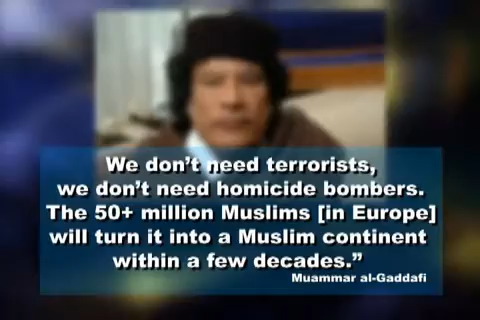 We don't need terrorists,
we don't need homicide bombers.
The 50+ million Muslims [in Europe]
will turn it into a Muslim continent
within a few decades.”
Muammar al-Gaddafi